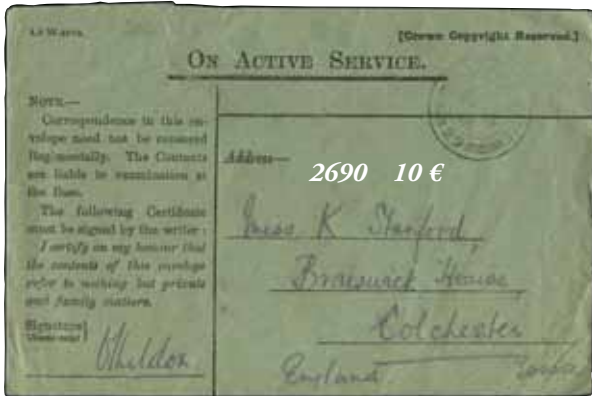 [Crown Copyright Reserved.]
ON ACTIVE SERVICE.
NOTE.—
Correspondence in this en-
velope need not be censored
Regimentally. The Contents
are liable to examination at
the Base.
The following Certificate
must be signed by the writer:
I certify on my honour that
the contents of this envelope
refer to nothing but private
and family matters.
Signature
Address—
2690 10 €
Miss K
House,
Colchester
England